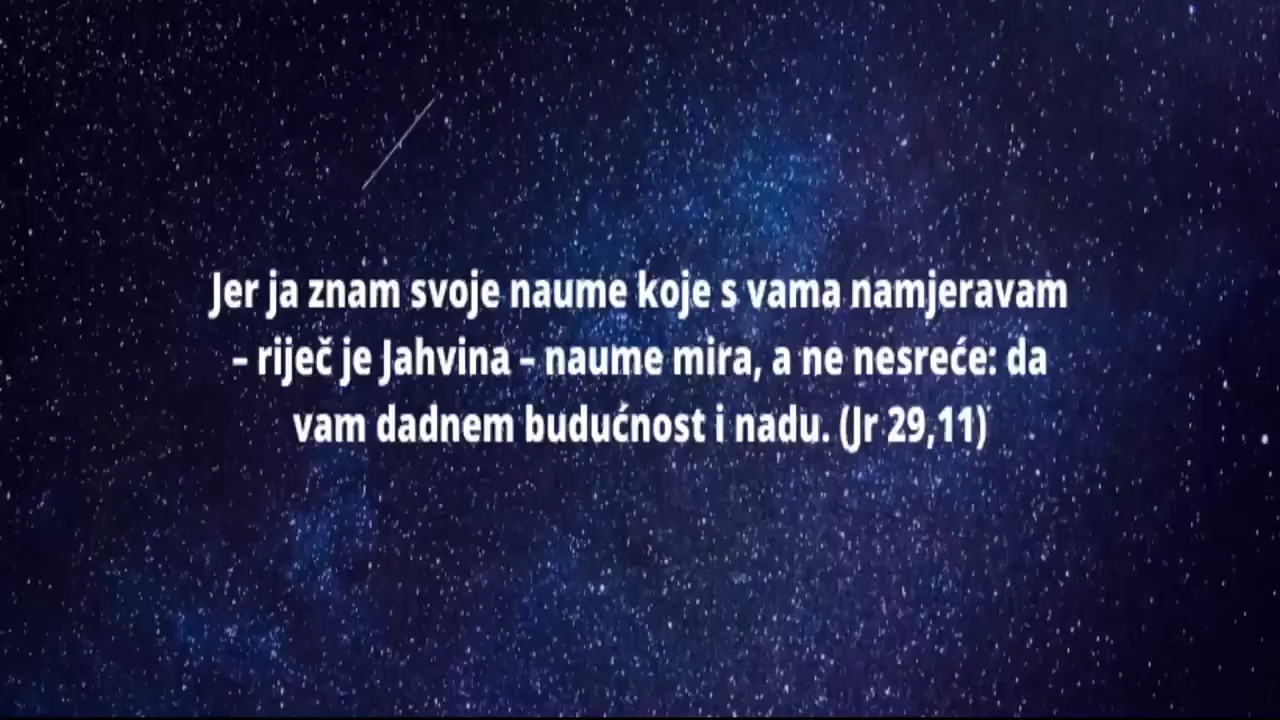 Jer ja znam svoje naume koje s vama namjeravam
– riječ je Jahvina – naume mira, a ne nesreće: da
vam dadnem budućnost i nadu. (Jr 29,11)